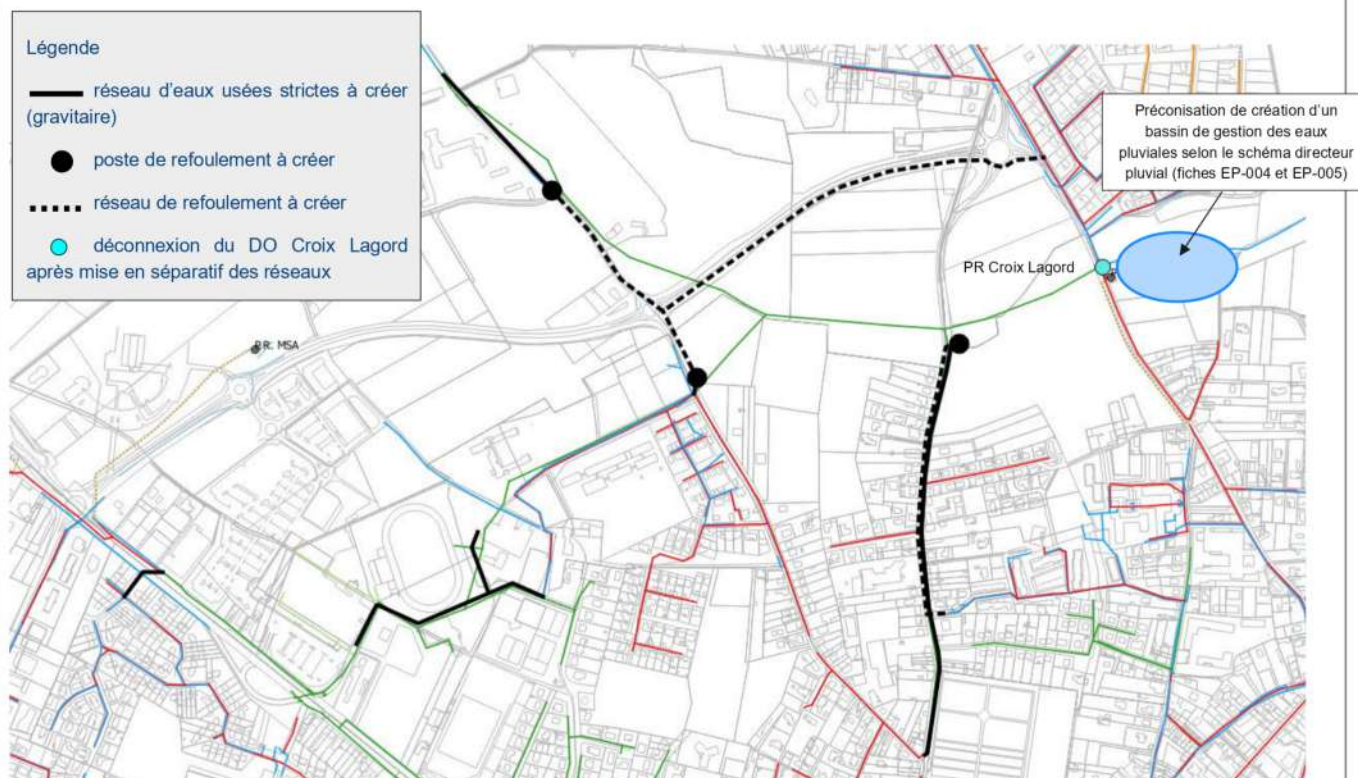 Légende
réseau d'eaux usées strictes à créer
(gravitaire)
poste de refoulement à créer
réseau de refoulement à créer
déconnexion du DO Croix Lagord
après mise en séparatif des réseaux
Préconisation de création d'un
bassin de gestion des eaux
pluviales selon le schéma directeur
pluvial (fiches EP-004 et EP-005)
PR Croix Lagord
P.R. MSA